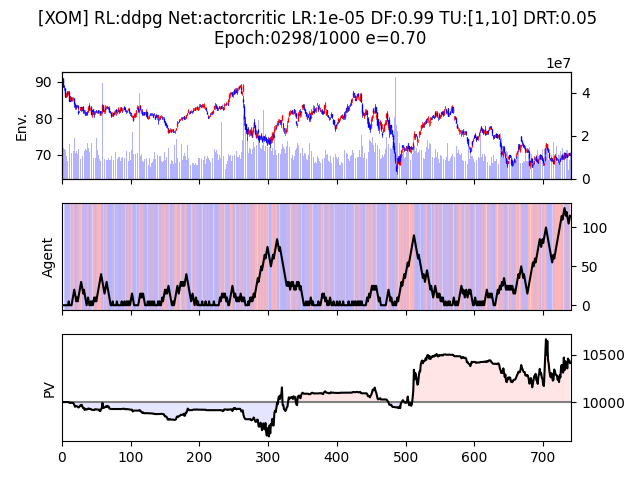 [XOM] RL:ddpg Net:actorcritic LR:1e-05 DF:0.99 TU:[1,10] DRT:0.05
Epoch:0298/1000 e=0.70
1e7
90
80
70
Env.
4
2
0
Agent
100
50
0
PV
10500
10000
0 100 200 300 400 500 600 700